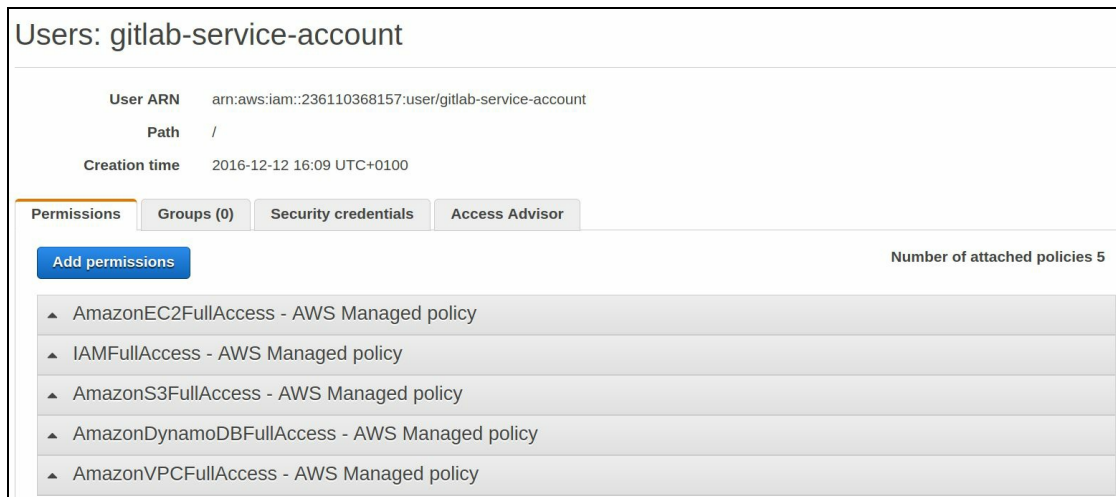 Users: gitlab-service-account
User ARN arn:aws:iam::236110368157:user/gitlab-service-account
Path /
Creation time 2016-12-12 16:09 UTC+0100
Permissions Groups (0) Security credentials Access Advisor
Add permissions Number of attached policies 5
AmazonEC2FullAccess - AWS Managed policy
IAMFullAccess - AWS Managed policy
AmazonS3FullAccess - AWS Managed policy
AmazonDynamoDBFullAccess - AWS Managed policy
AmazonVPCFullAccess - AWS Managed policy